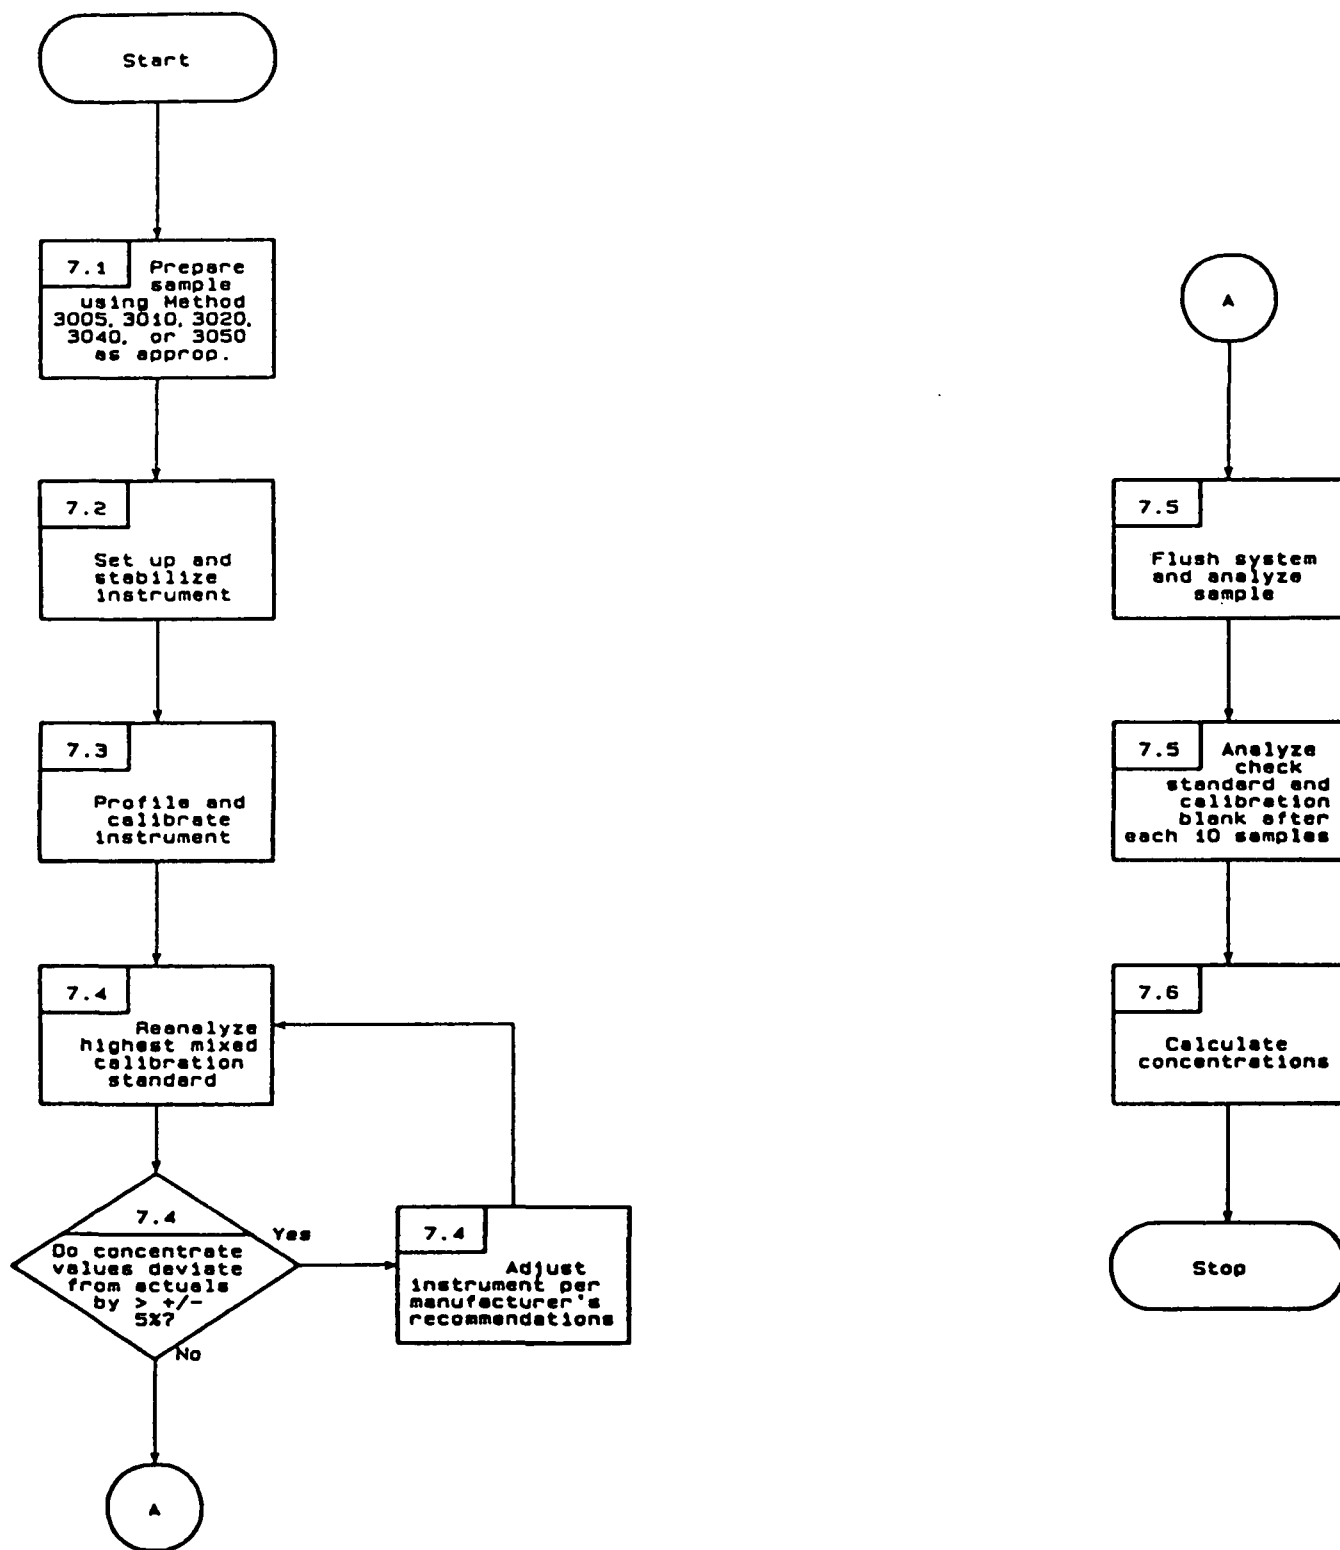 Start
7.1 Prepare
sample
using Method
3005, 3010, 3020,
3040, or 3050
as approp.
7.2
Set up and
stabilize
instrument
7.3
Profile and
calibrate
instrument
7.4
Reanalyze
highest mixed
calibration
standard
7.4
Do concentrate
values deviate
from actuals
by > +/-
5%?
Yes
No
7.4
Adjust
instrument per
manufacturer's
recommendations
A
A
7.5
Flush system
and analyze
sample
7.5 Analyze
check
standard and
calibration
blank after
each 10 samples
7.6
Calculate
concentrations
Stop